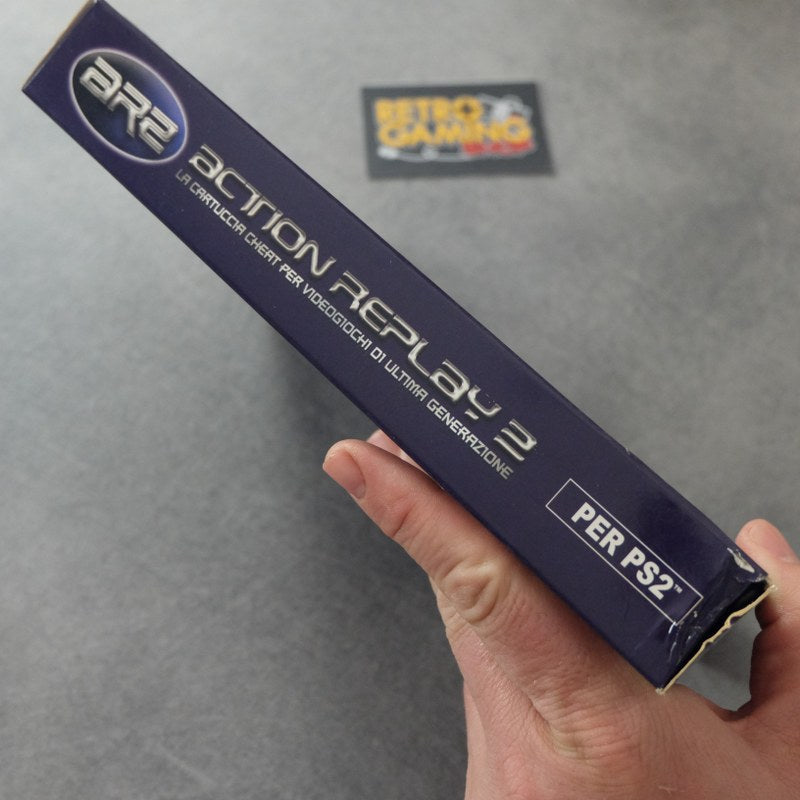 AR2
ACTION REPLAY 2
LA CARTUCCIA CHEAT PER VIDEOGIOCHI DI ULTIMA GENERAZIONE
PER PS2™
RETRO
GAMING